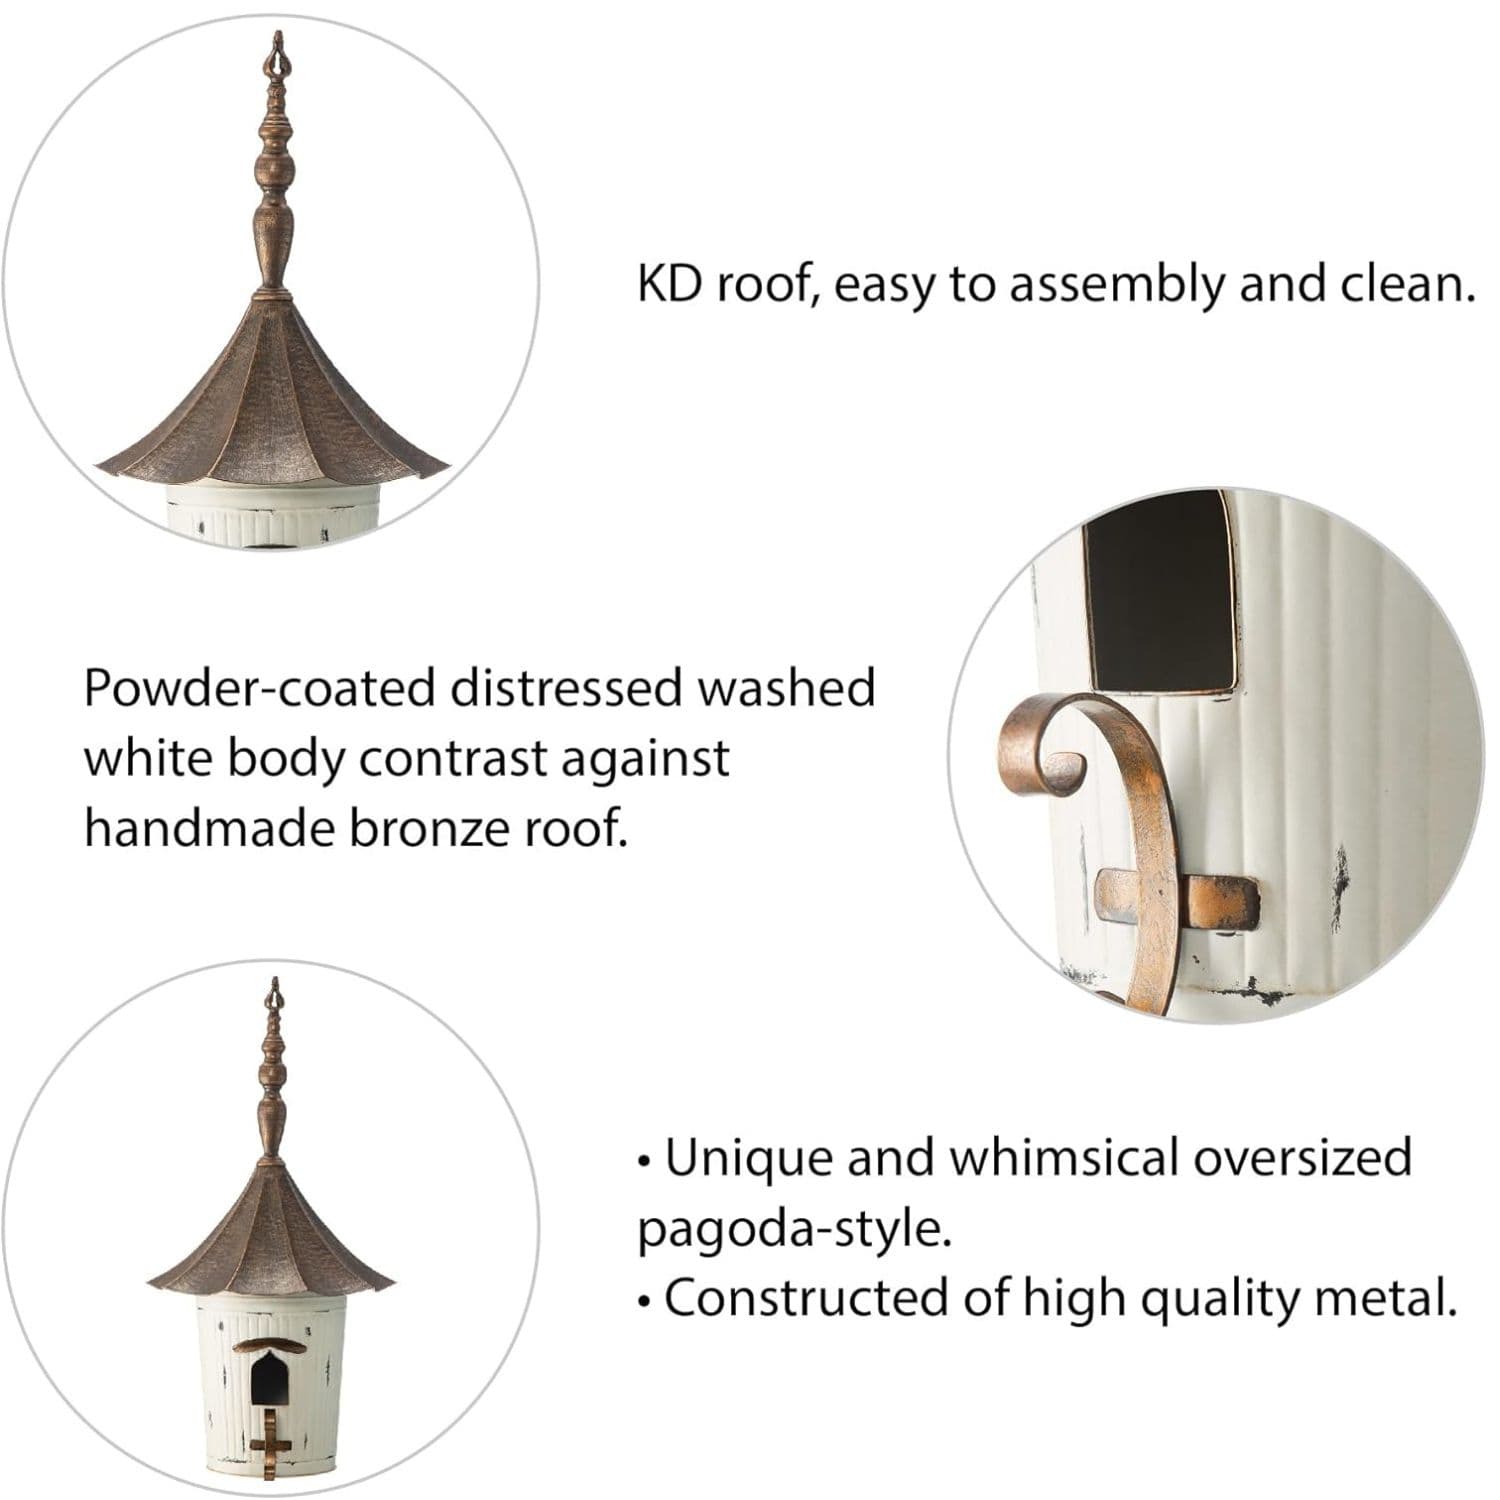 KD roof, easy to assembly and clean.
Powder-coated distressed washed
white body contrast against
handmade bronze roof.
• Unique and whimsical oversized
pagoda-style.
• Constructed of high quality metal.